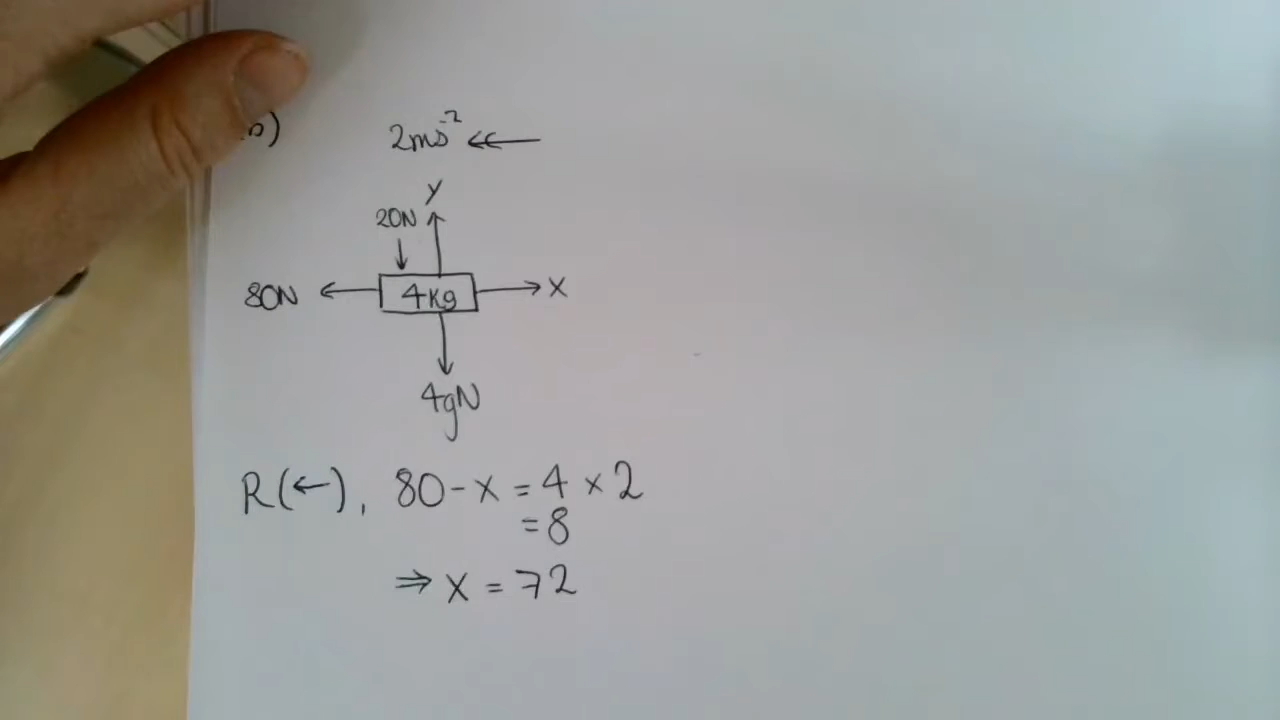 b)
2ms⁻²
Y
20N
80N 4kg X
4gN
R(←), 80 - x = 4 × 2
= 8
⇒ x = 72